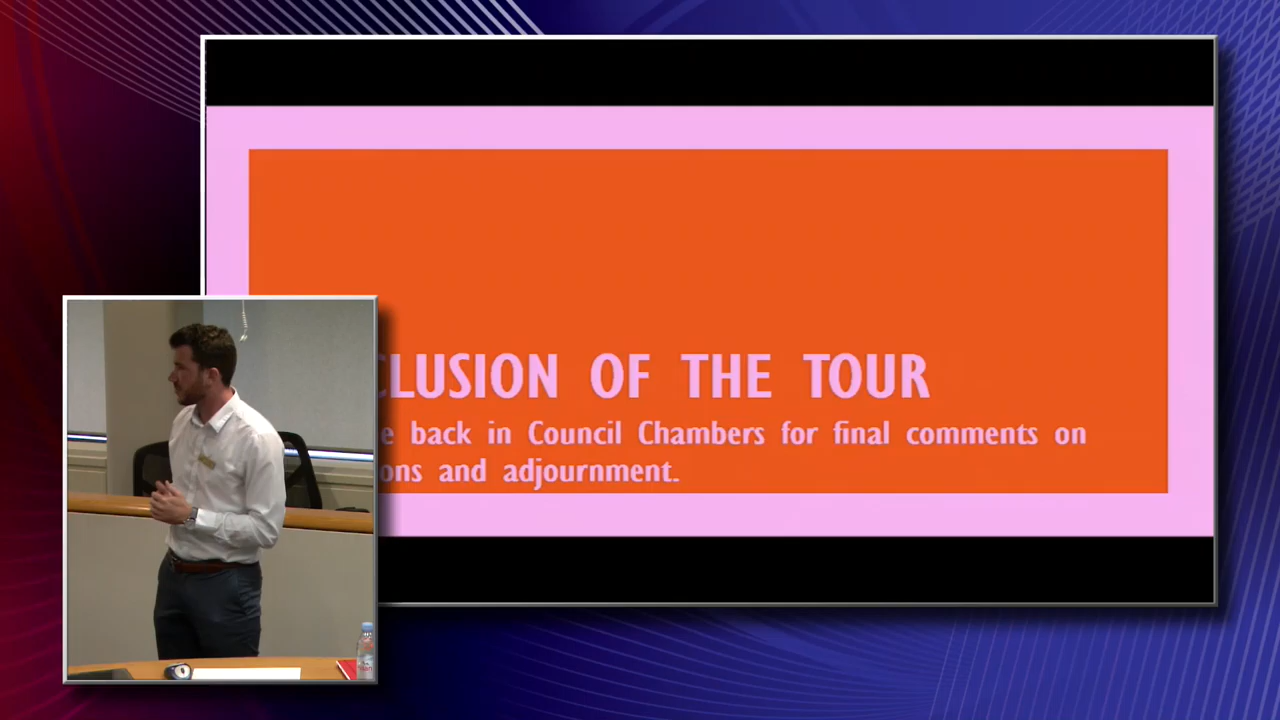 CLUSION OF THE TOUR
e back in Council Chambers for final comments on
ons and adjournment.